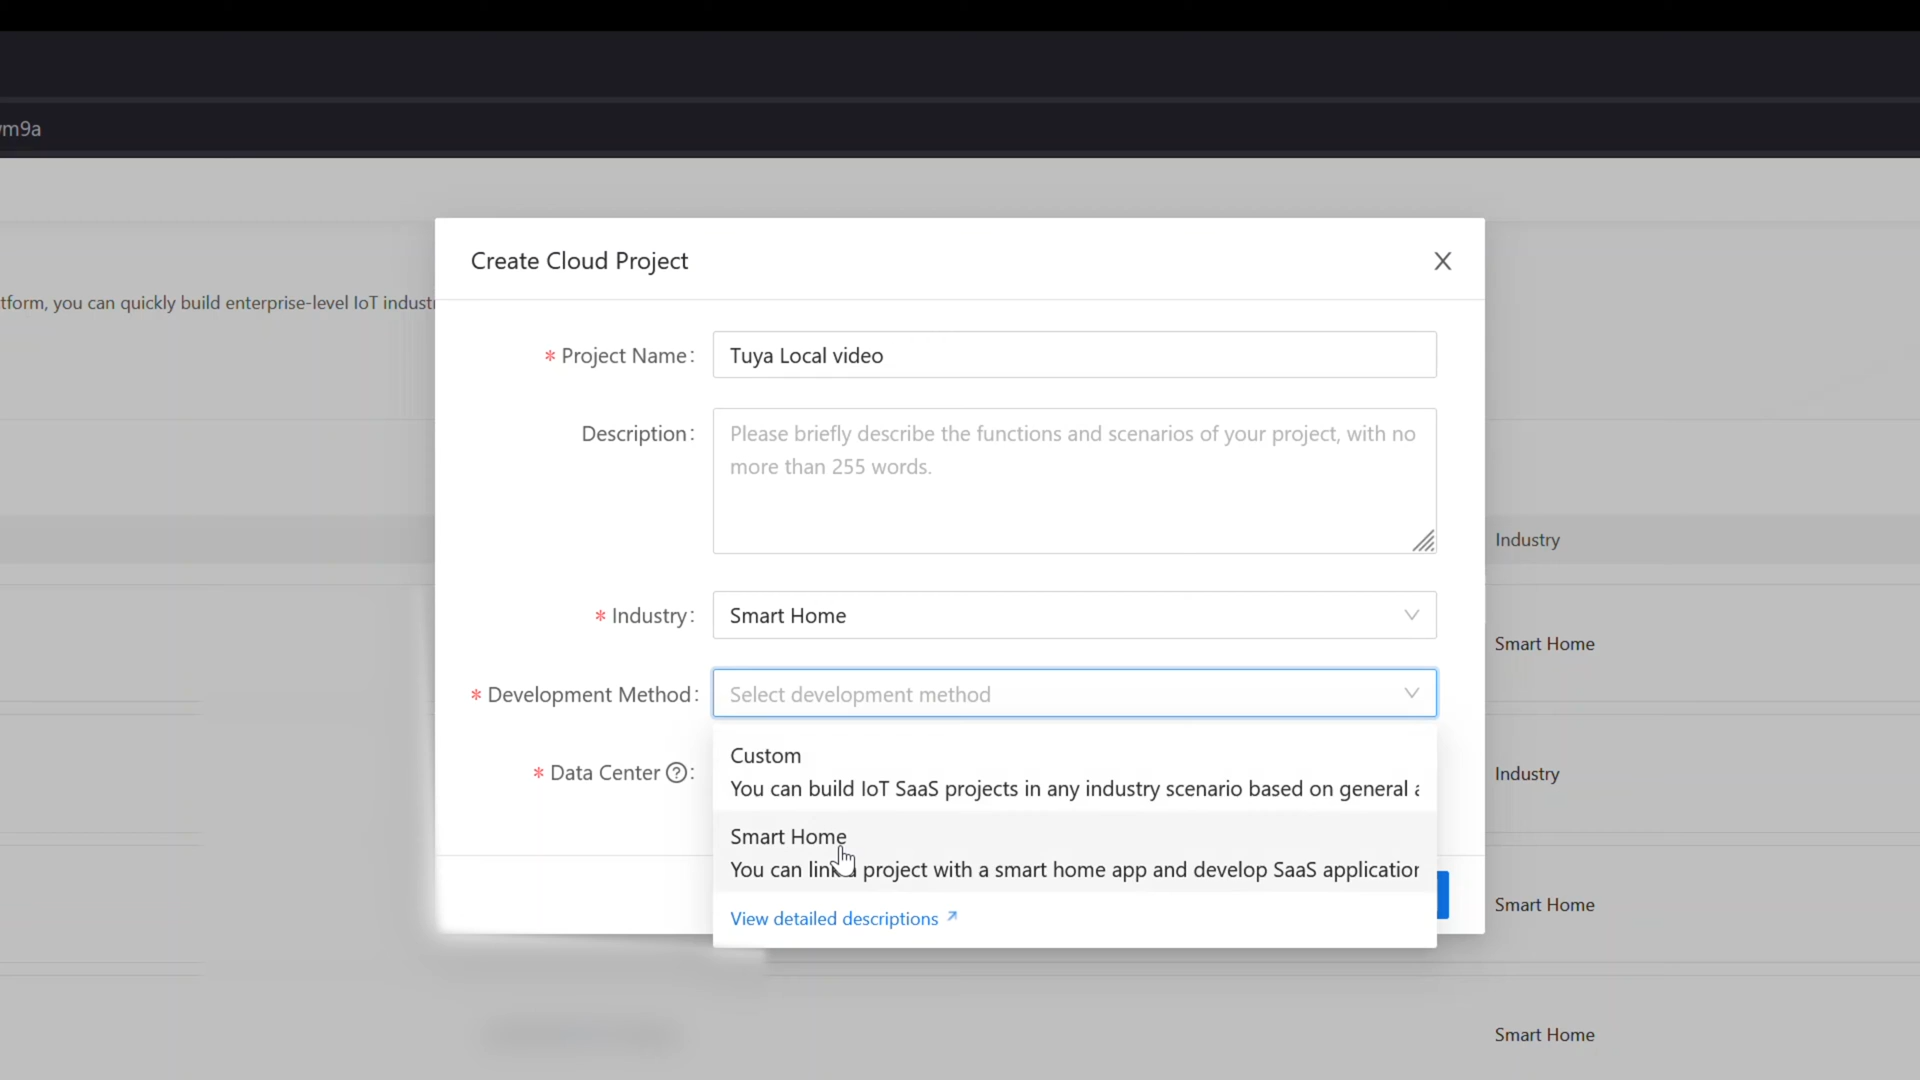 m9a
Create Cloud Project
tform, you can quickly build enterprise-level IoT industr
* Project Name:
Tuya Local video
Description:
Please briefly describe the functions and scenarios of your project, with no
more than 255 words.
Industry
* Industry:
Smart Home
Smart Home
* Development Method:
Select development method
Custom
* Data Center ?:
Industry
You can build IoT SaaS projects in any industry scenario based on general
Smart Home
You can link a project with a smart home app and develop SaaS application
Smart Home
View detailed descriptions
Smart Home